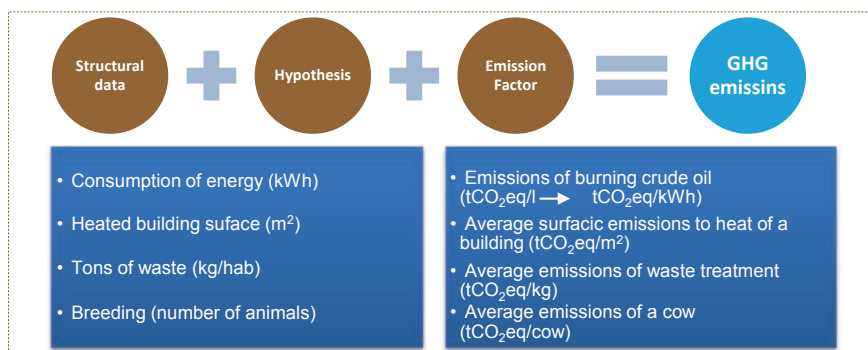 Structural
data
Hypothesis
Emission
Factor
GHG
emissins
• Consumption of energy (kWh)
• Heated building suface (m²)
• Tons of waste (kg/hab)
• Breeding (number of animals)
• Emissions of burning crude oil
(tCO₂eq/l → tCO₂eq/kWh)
• Average surfacic emissions to heat of a
building (tCO₂eq/m²)
• Average emissions of waste treatment
(tCO₂eq/kg)
• Average emissions of a cow
(tCO₂eq/cow)